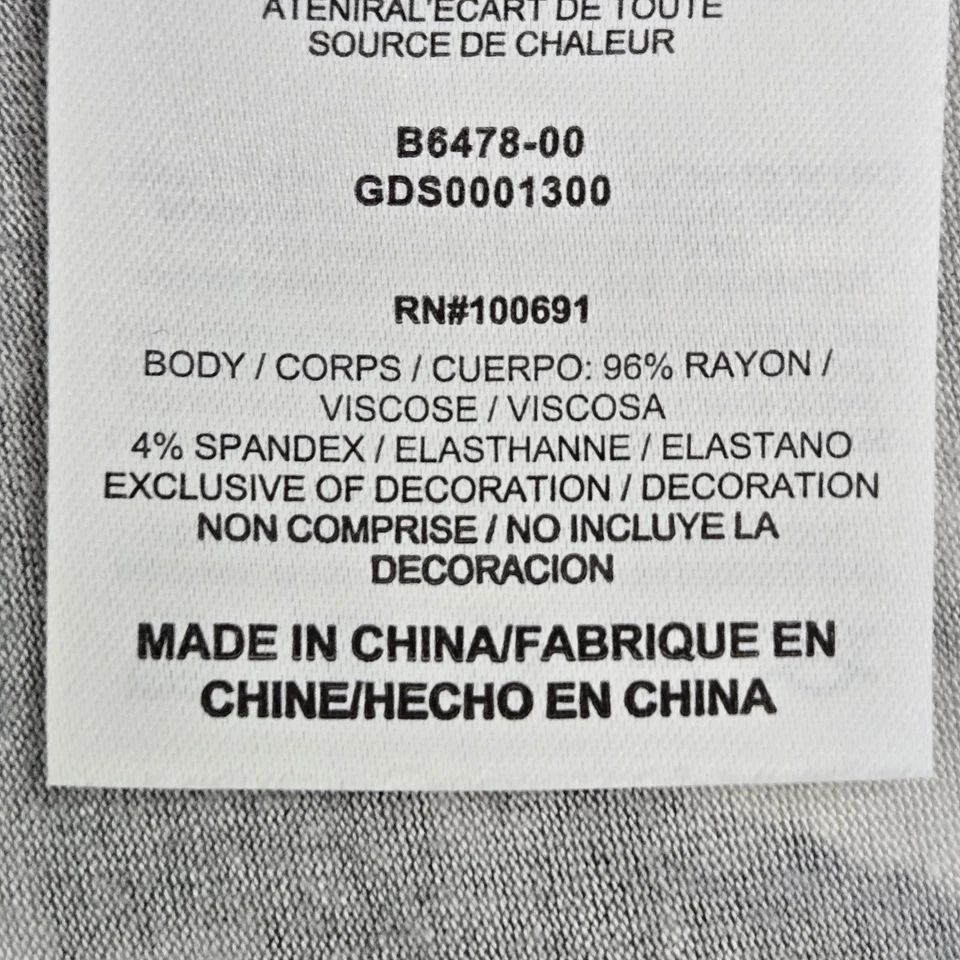 ATENIRAL'ECART DE TOUTE
SOURCE DE CHALEUR
B6478-00
GDS0001300
RN#100691
BODY / CORPS / CUERPO: 96% RAYON /
VISCOSE / VISCOSA
4% SPANDEX / ELASTHANNE / ELASTANO
EXCLUSIVE OF DECORATION / DECORATION
NON COMPRISE / NO INCLUYE LA
DECORACION
MADE IN CHINA/FABRIQUE EN
CHINE/HECHO EN CHINA